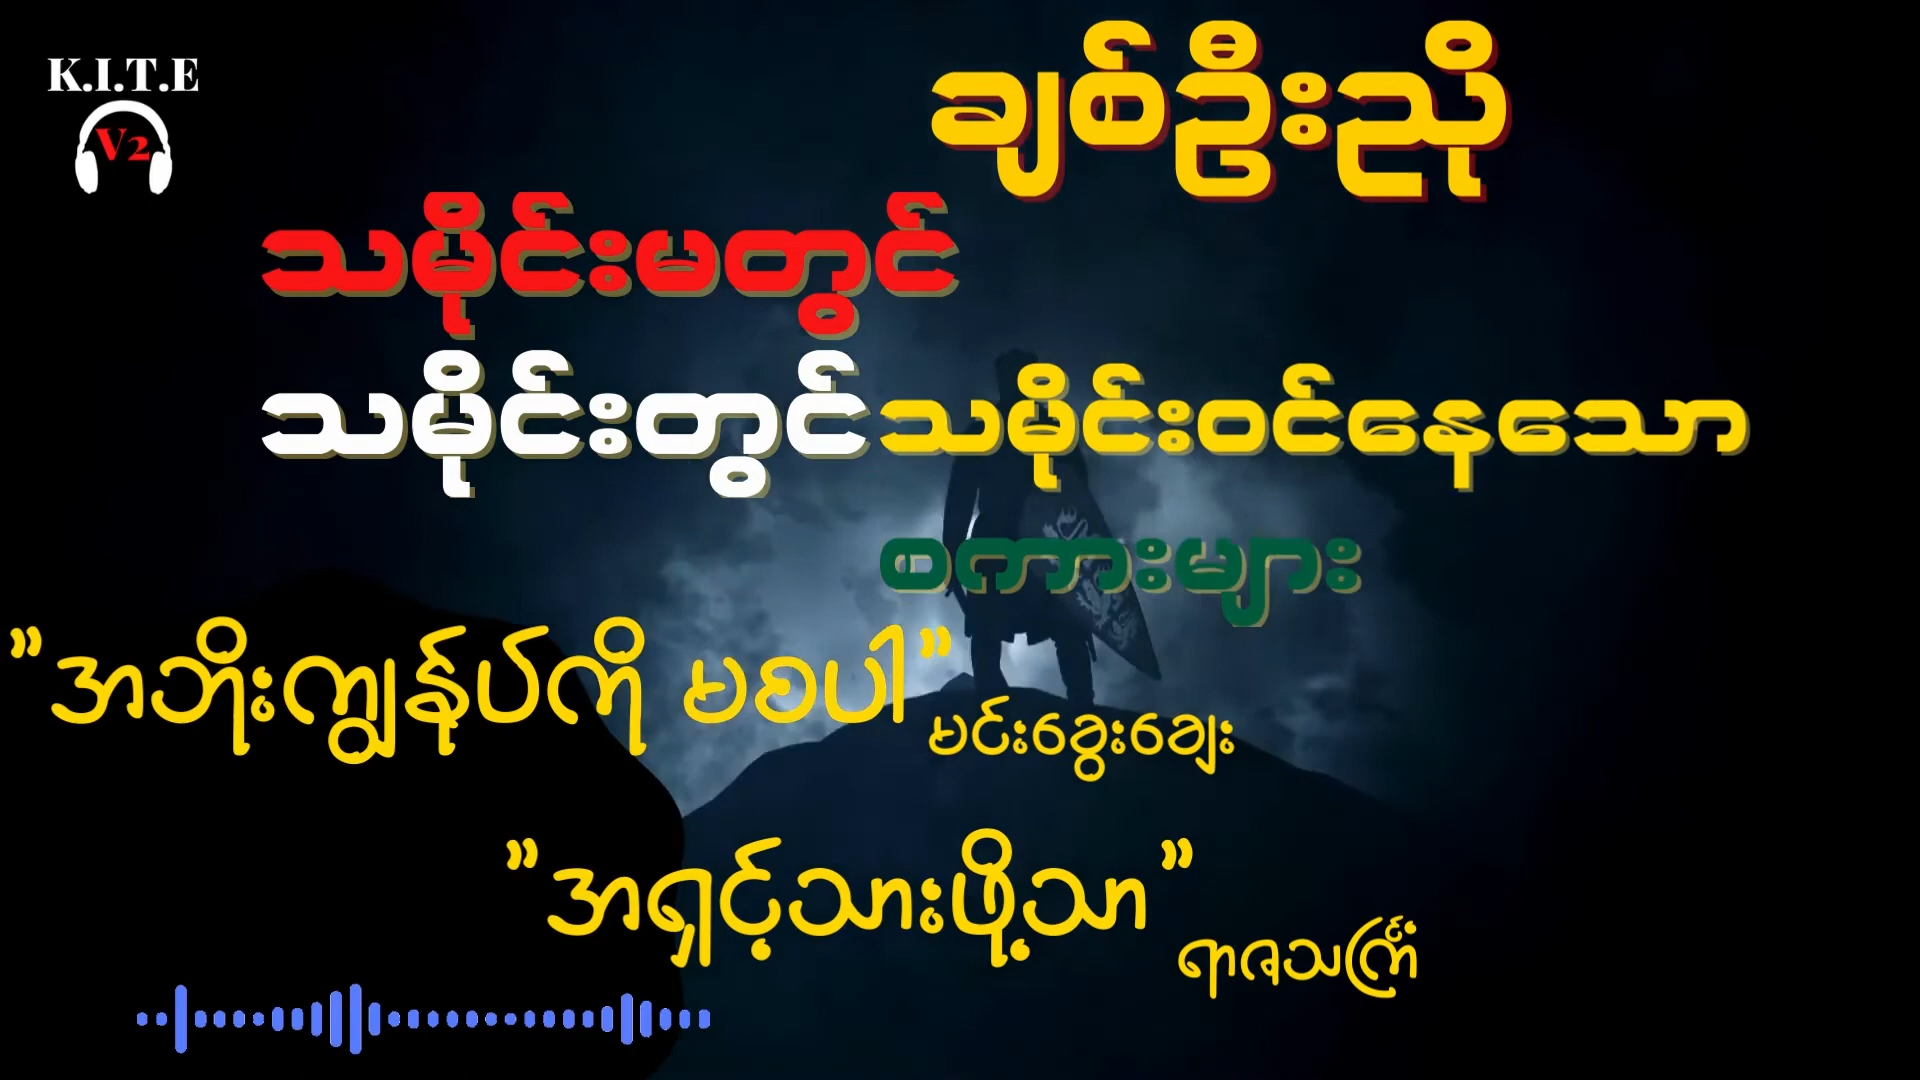 K.I.T.E
V2
ချစ်ဦးညို
သမိုင်းမတွင်
သမိုင်းတွင်သမိုင်းဝင်နေသော
စကားများ
"အဘိုးကျွန်ုပ်ကို မစပါ"
မင်းခွေးချေး
"အရှင့်သားဖို့သာ"
ရာဇသင်္ကြံ